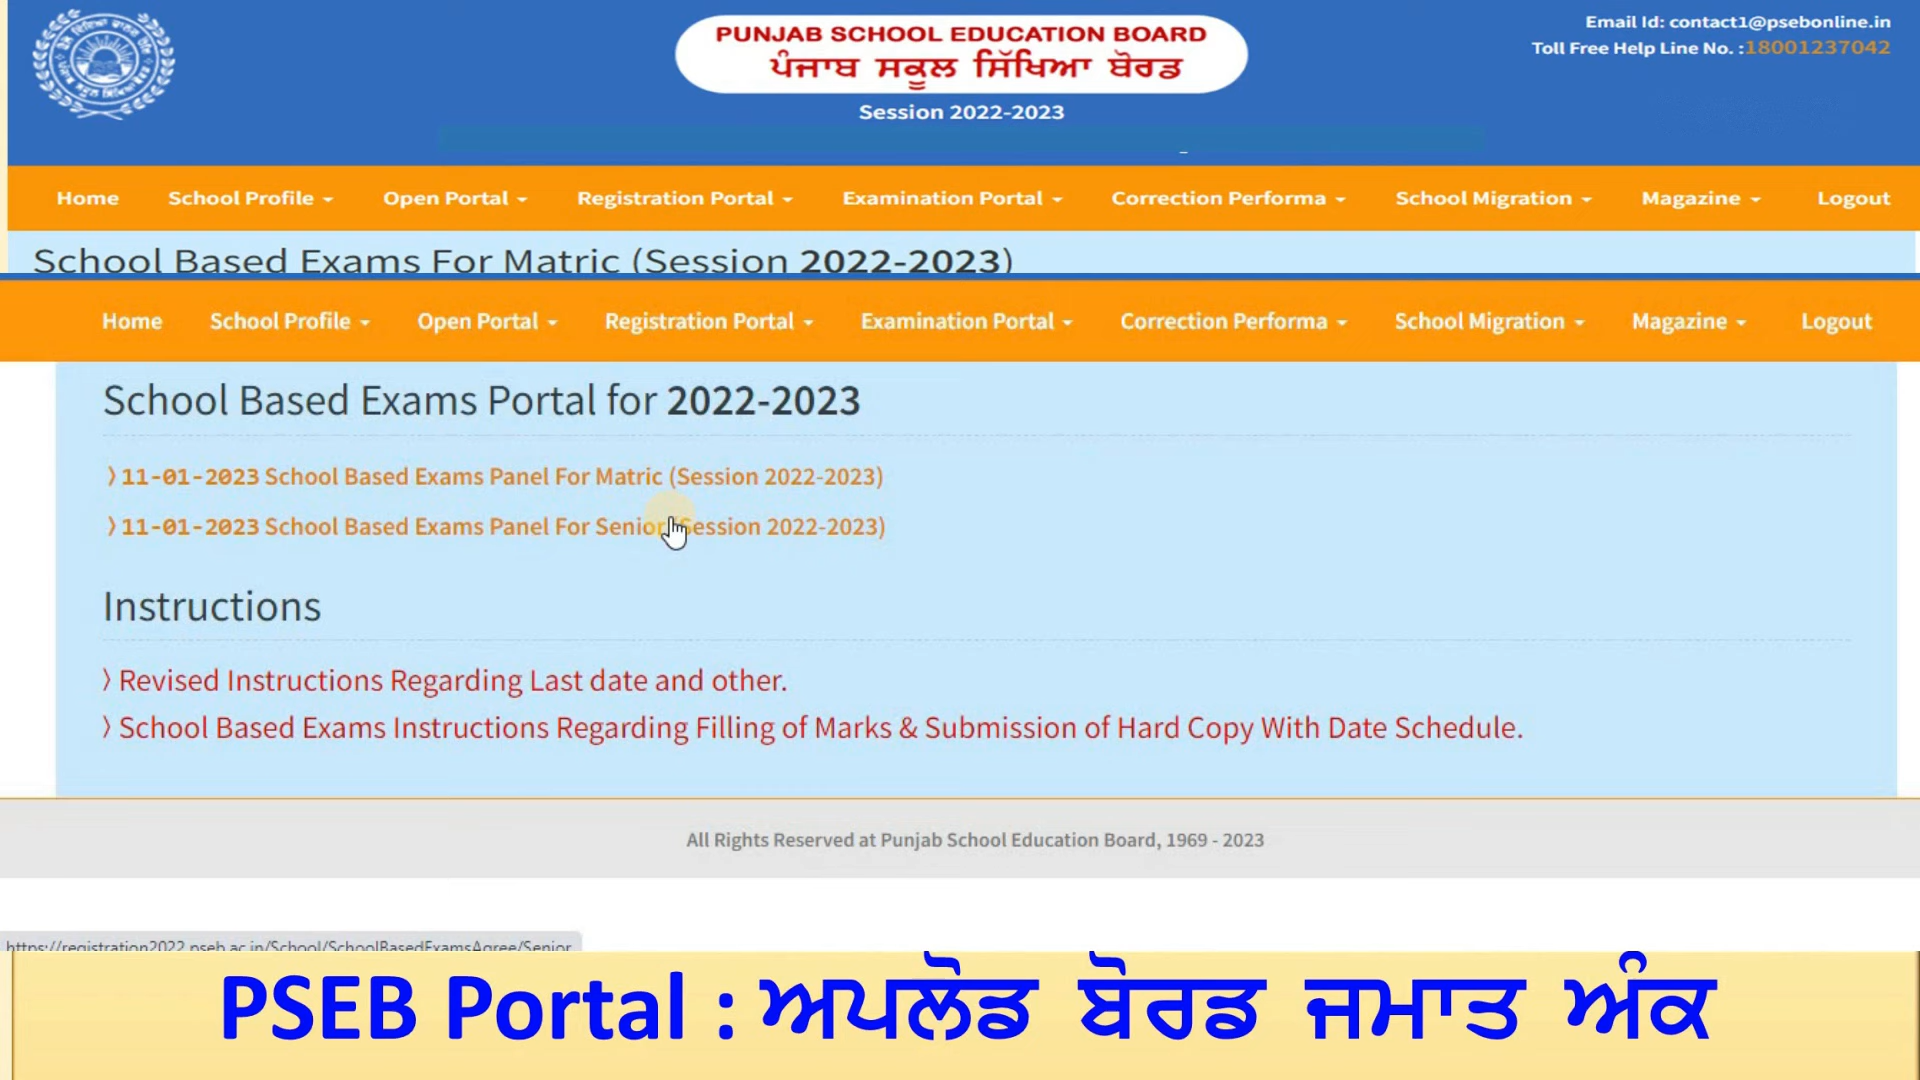 PUNJAB SCHOOL EDUCATION BOARD
ਪੰਜਾਬ ਸਕੂਲ ਸਿੱਖਿਆ ਬੋਰਡ
Session 2022-2023
Email Id: contact1@psebonline.in
Toll Free Help Line No. :18001237042
Home School Profile Open Portal Registration Portal Examination Portal Correction Performa School Migration Magazine Logout
School Based Exams For Matric (Session 2022-2023)
Home School Profile Open Portal Registration Portal Examination Portal Correction Performa School Migration Magazine Logout
School Based Exams Portal for 2022-2023
11-01-2023 School Based Exams Panel For Matric (Session 2022-2023)
11-01-2023 School Based Exams Panel For Senior (Session 2022-2023)
Instructions
Revised Instructions Regarding Last date and other.
School Based Exams Instructions Regarding Filling of Marks & Submission of Hard Copy With Date Schedule.
All Rights Reserved at Punjab School Education Board, 1969 - 2023
https://registration2022.pseb.ac.in/School/SchoolBasedExamsAgree/Senior
PSEB Portal : ਅਪਲੋਡ ਬੋਰਡ ਜਮਾਤ ਅੰਕ